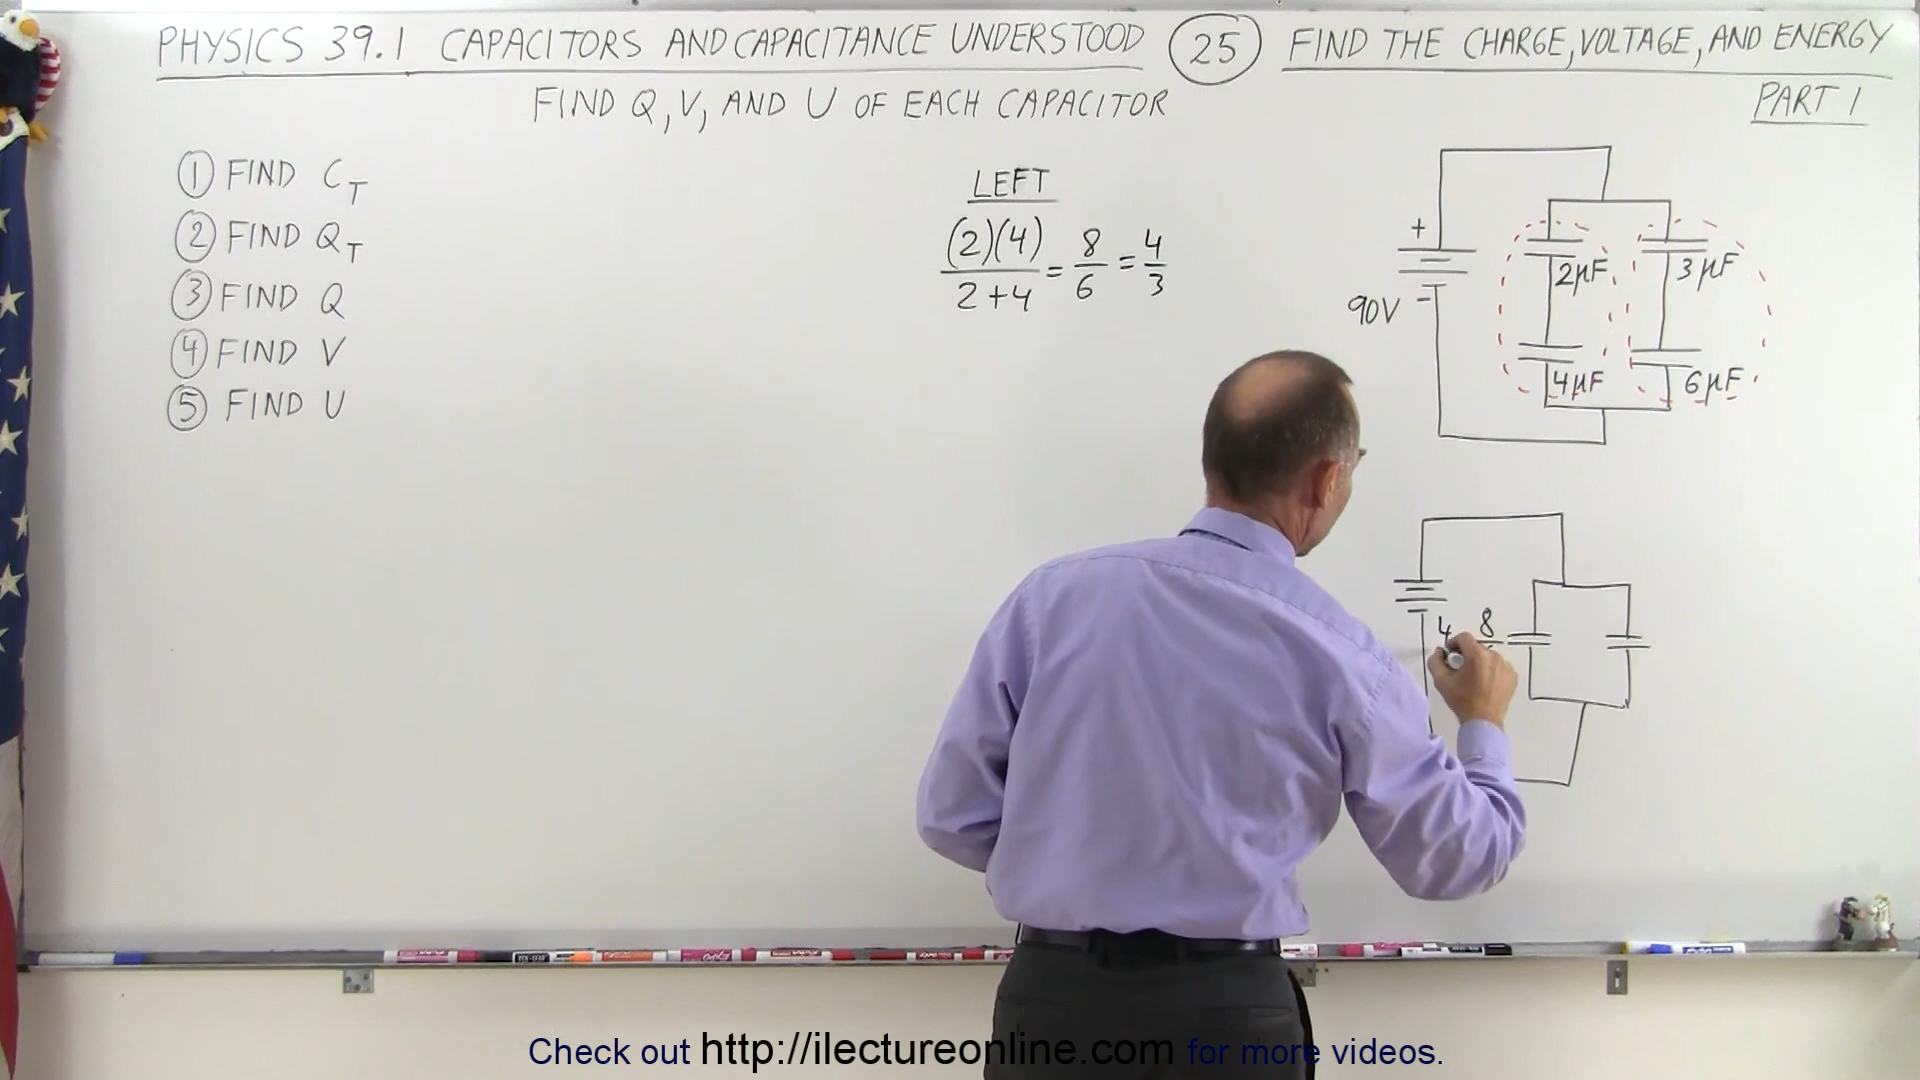 PHYSICS 39.1 CAPACITORS AND CAPACITANCE UNDERSTOOD 25 FIND THE CHARGE, VOLTAGE, AND ENERGY
FIND Q, V, AND U OF EACH CAPACITOR
PART 1
① FIND C_T
② FIND Q_T
③ FIND Q
④ FIND V
⑤ FIND U
LEFT
(2)(4)/2+4 = 8/6 = 4/3
+
90V
-
2μF
3μF
4μF
6μF
4
8
Check out http://ilectureonline.com for more videos.